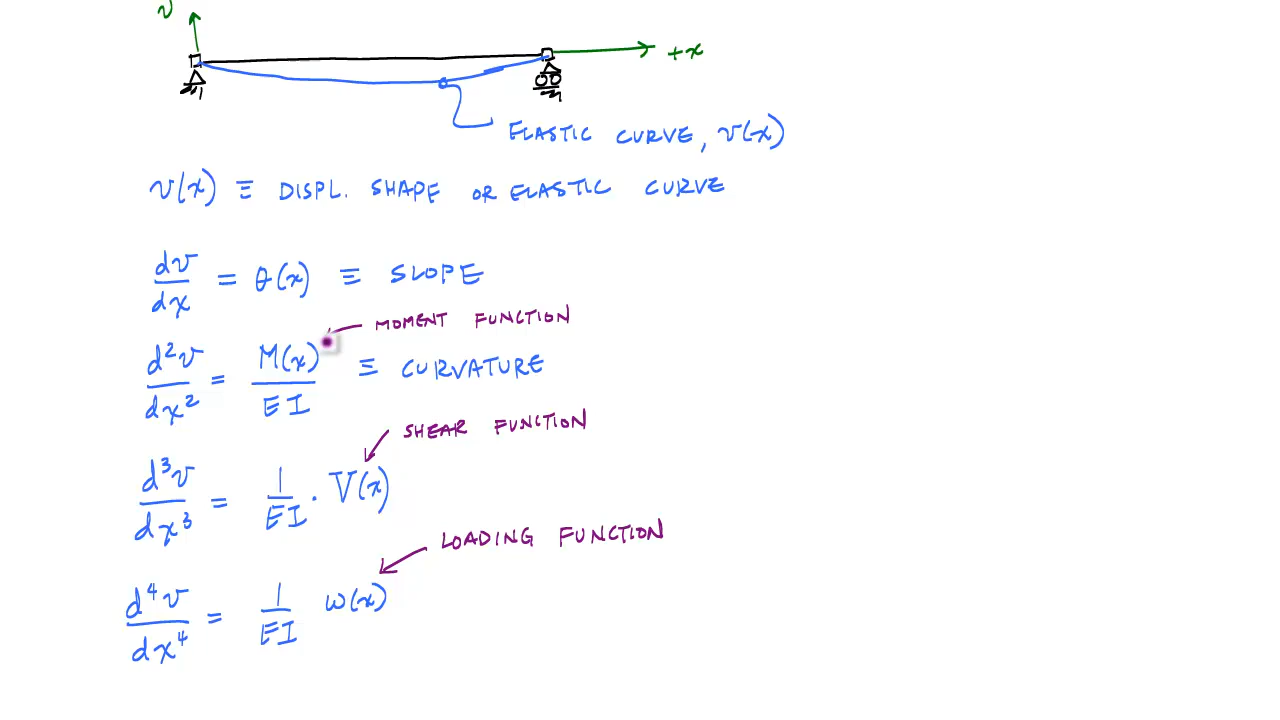 v
+x
ELASTIC CURVE, v(x)
v(x) ≡ DISPL. SHAPE OR ELASTIC CURVE
dv/dx = θ(x) ≡ SLOPE
MOMENT FUNCTION
d²v/dx² = M(x)/EI ≡ CURVATURE
SHEAR FUNCTION
d³v/dx³ = 1/EI · V(x)
LOADING FUNCTION
d⁴v/dx⁴ = 1/EI w(x)